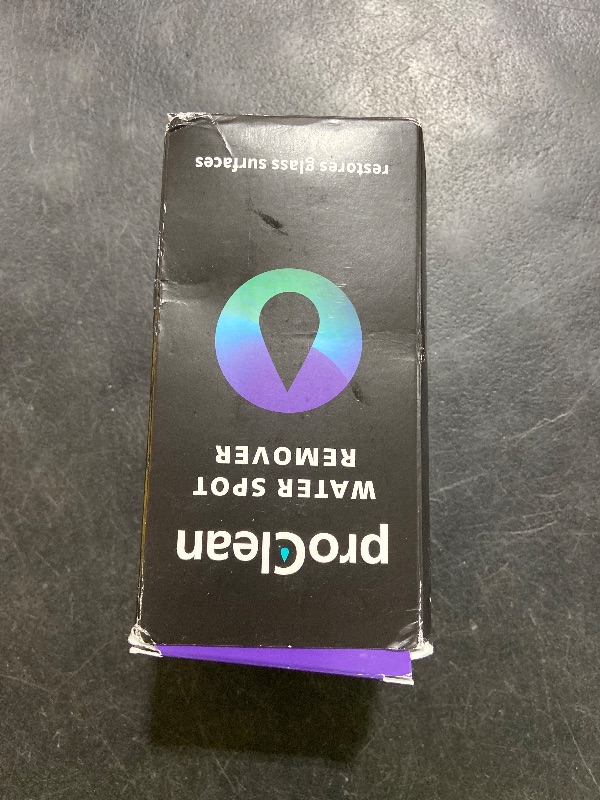 proClean
WATER SPOT
REMOVER
restores glass surfaces